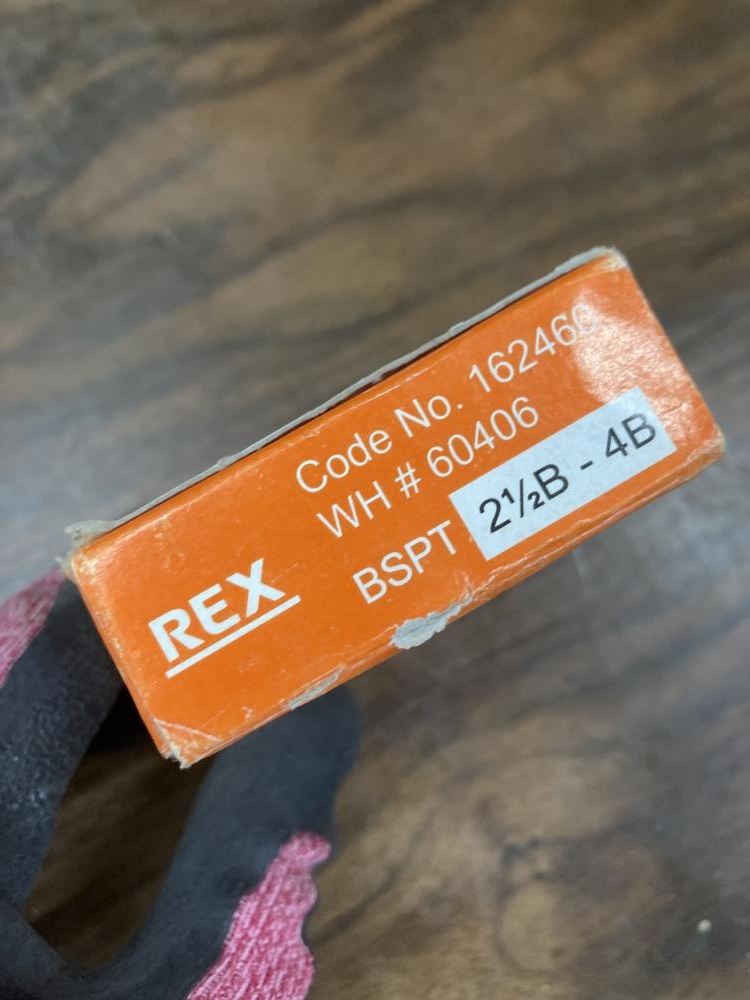 Code No. 162460
WH # 60406
BSPT 2½B - 4B
REX